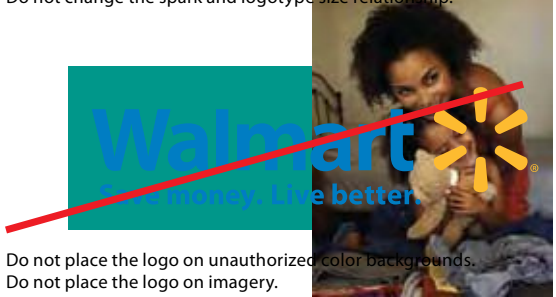 Do not change the spark and logotype size relationship.
Walmart
Save money. Live better.
®
Do not place the logo on unauthorized color backgrounds.
Do not place the logo on imagery.